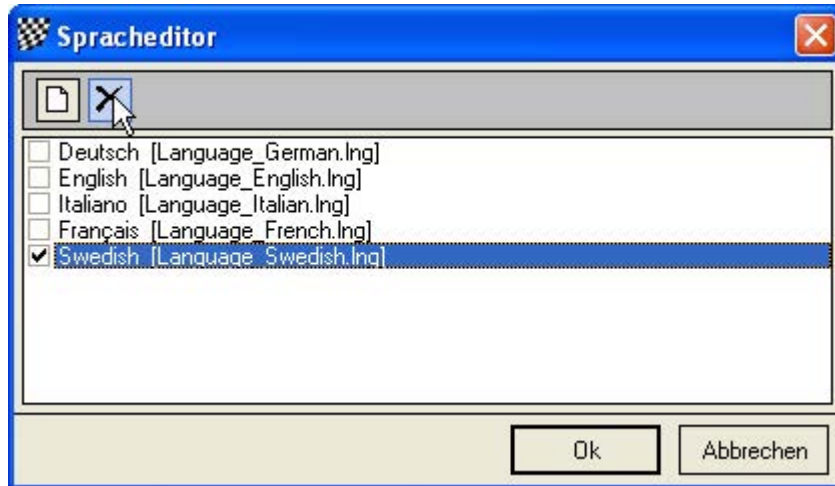 Spracheditor
Deutsch [Language_German.lng]
English [Language_English.lng]
Italiano [Language_Italian.lng]
Français [Language_French.lng]
Swedish [Language_Swedish.lng]
Ok
Abbrechen